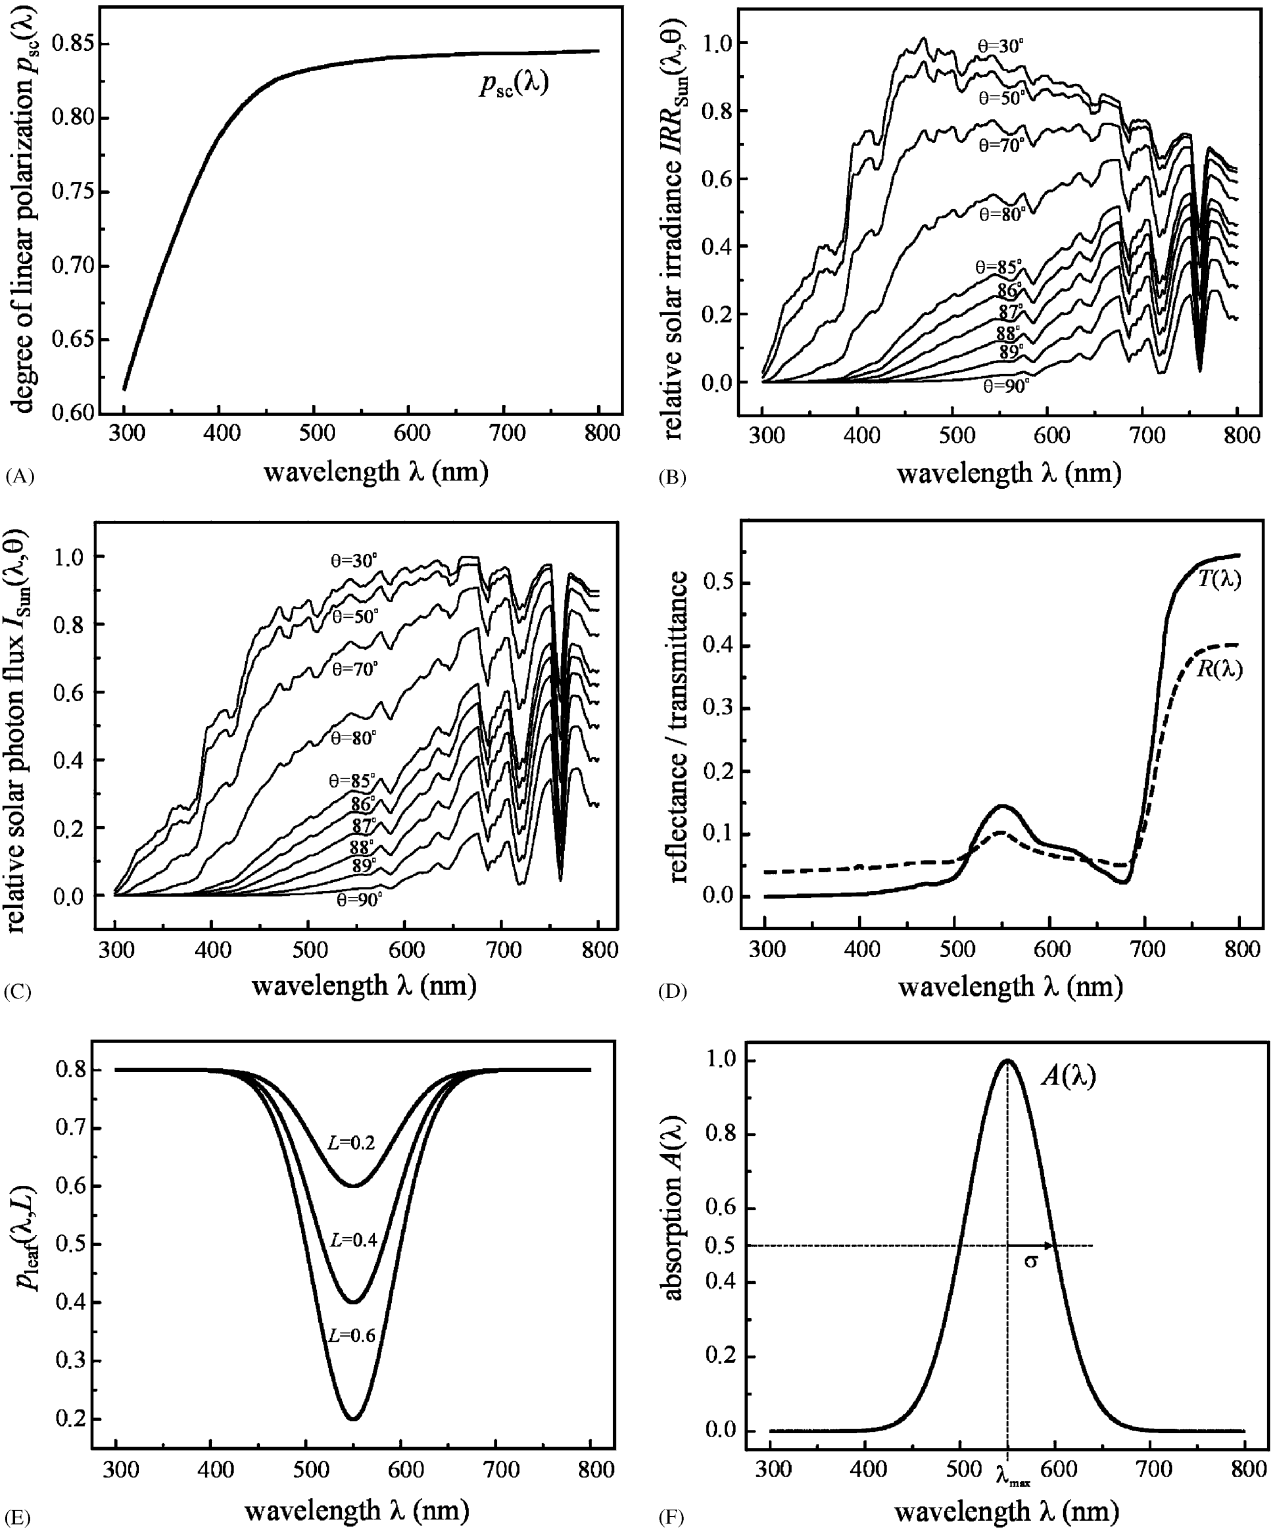 degree of linear polarization p_sc(λ)
0.85
0.80
0.75
0.70
0.65
0.60
p_sc(λ)
300 400 500 600 700 800
wavelength λ (nm)
(A)
relative solar irradiance IRR_Sun(λ,θ)
1.0
0.8
0.6
0.4
0.2
0.0
θ=30°
θ=50°
θ=70°
θ=80°
θ=85°
86°
87°
88°
89°
θ=90°
300 400 500 600 700 800
wavelength λ (nm)
(B)
relative solar photon flux I_Sun(λ,θ)
1.0
0.8
0.6
0.4
0.2
0.0
θ=30°
θ=50°
θ=70°
θ=80°
θ=85°
86°
87°
88°
89°
θ=90°
300 400 500 600 700 800
wavelength λ (nm)
(C)
reflectance / transmittance
0.5
0.4
0.3
0.2
0.1
0.0
T(λ)
R(λ)
300 400 500 600 700 800
wavelength λ (nm)
(D)
p_leaf(λ,L)
0.8
0.7
0.6
0.5
0.4
0.3
0.2
L=0.2
L=0.4
L=0.6
300 400 500 600 700 800
wavelength λ (nm)
(E)
absorption A(λ)
1.0
0.8
0.6
0.5
0.4
0.2
0.0
A(λ)
σ
300 400 500 λ_max 600 700 800
wavelength λ (nm)
(F)